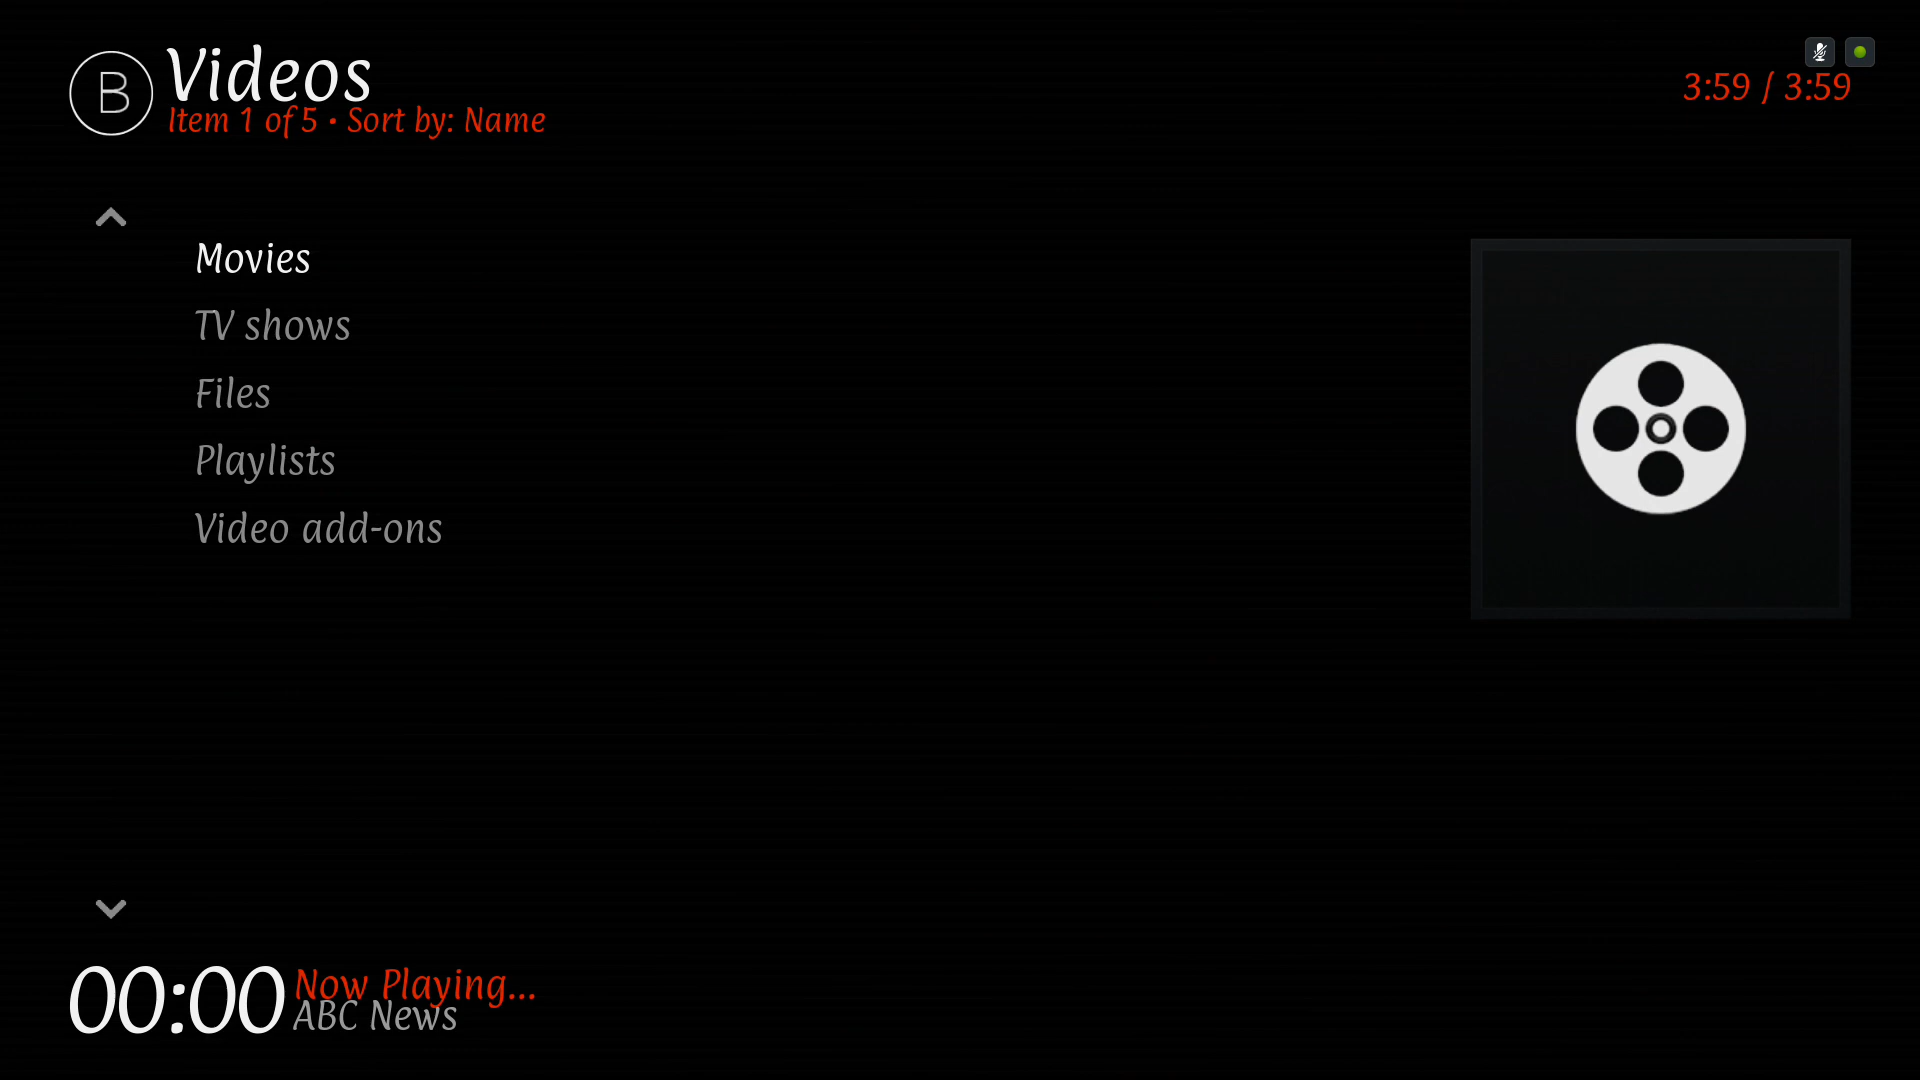 B
Videos
Item 1 of 5 • Sort by: Name
3:59 / 3:59
Movies
TV shows
Files
Playlists
Video add-ons
00:00
Now Playing...
ABC News